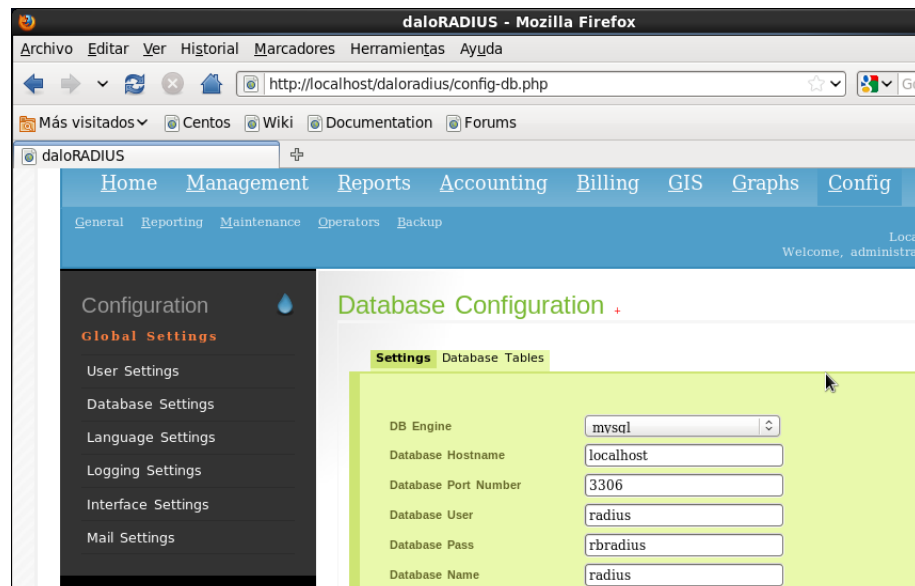 daloRADIUS - Mozilla Firefox
Archivo Editar Ver Historial Marcadores Herramientas Ayuda
http://localhost/daloradius/config-db.php
Más visitados Centos Wiki Documentation Forums
daloRADIUS
Home Management Reports Accounting Billing GIS Graphs Config
General Reporting Maintenance Operators Backup
Welcome,
Configuration
Database Configuration +
Global Settings
Settings Database Tables
User Settings
Database Settings
Language Settings
Logging Settings
Interface Settings
Mail Settings
DB Engine mysql
Database Hostname localhost
Database Port Number 3306
Database User radius
Database Pass rbradius
Database Name radius